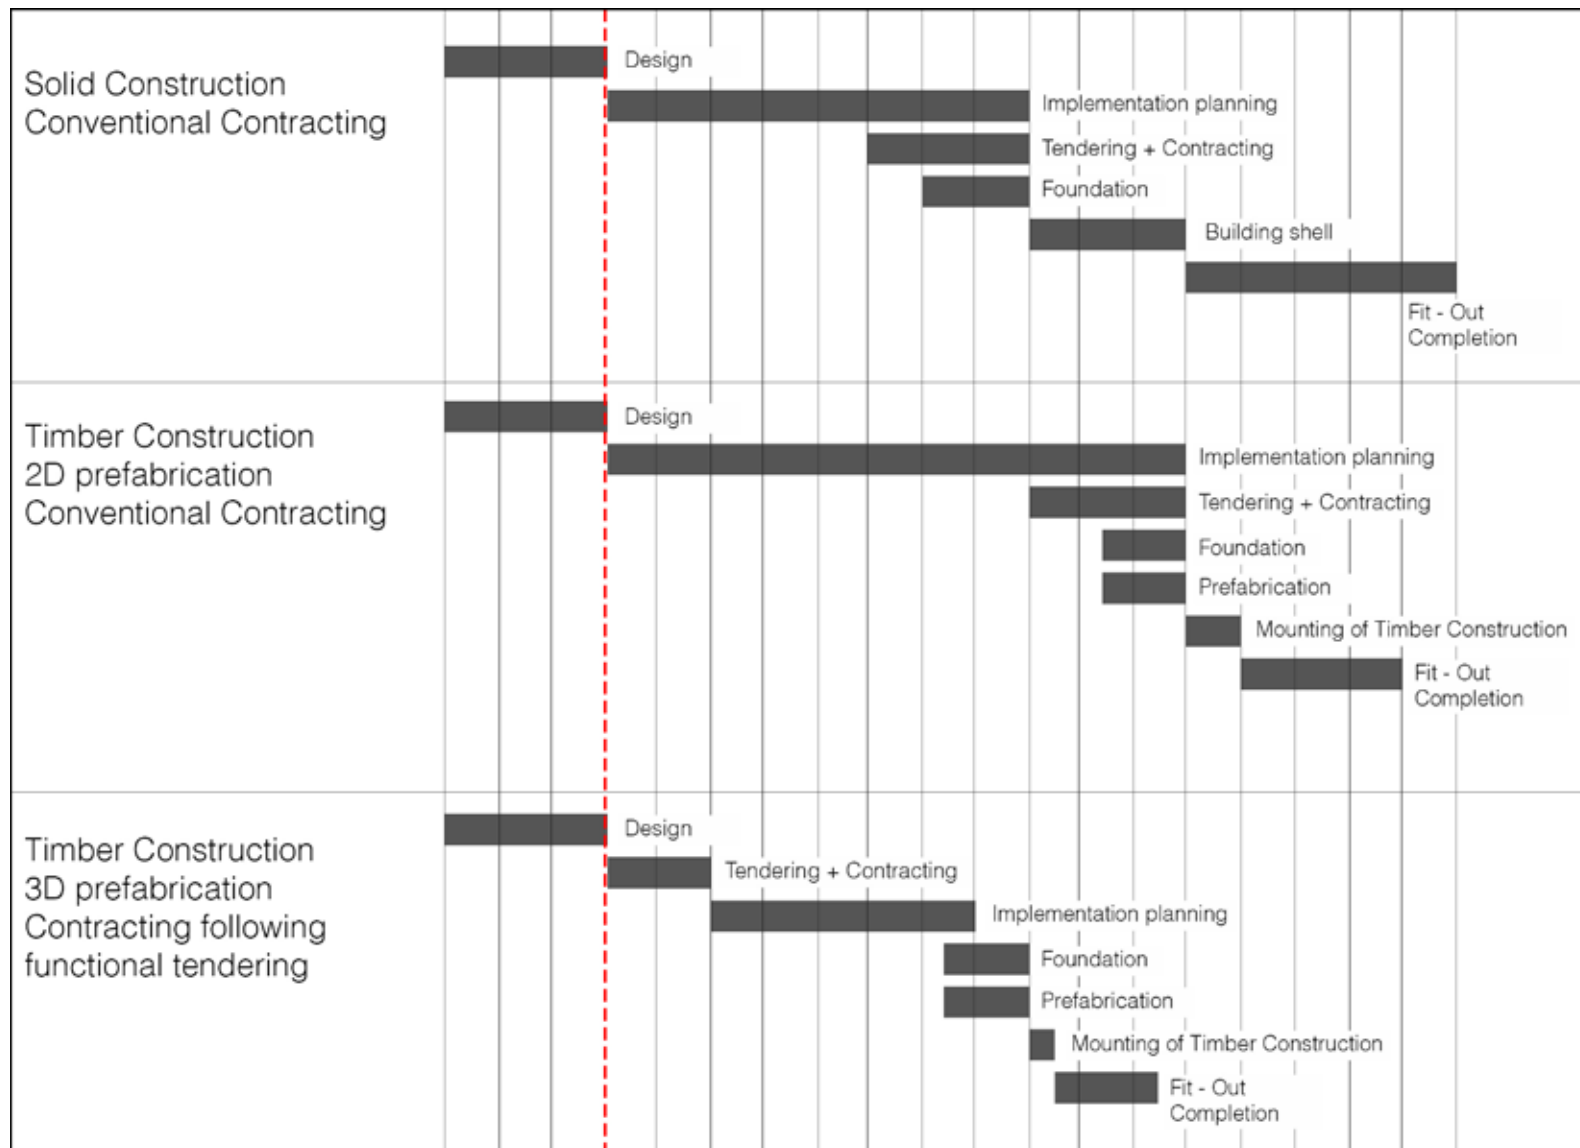 Solid Construction
Conventional Contracting
Design
Implementation planning
Tendering + Contracting
Foundation
Building shell
Fit - Out
Completion
Timber Construction
2D prefabrication
Conventional Contracting
Design
Implementation planning
Tendering + Contracting
Foundation
Prefabrication
Mounting of Timber Construction
Fit - Out
Completion
Timber Construction
3D prefabrication
Contracting following
functional tendering
Design
Tendering + Contracting
Implementation planning
Foundation
Prefabrication
Mounting of Timber Construction
Fit - Out
Completion